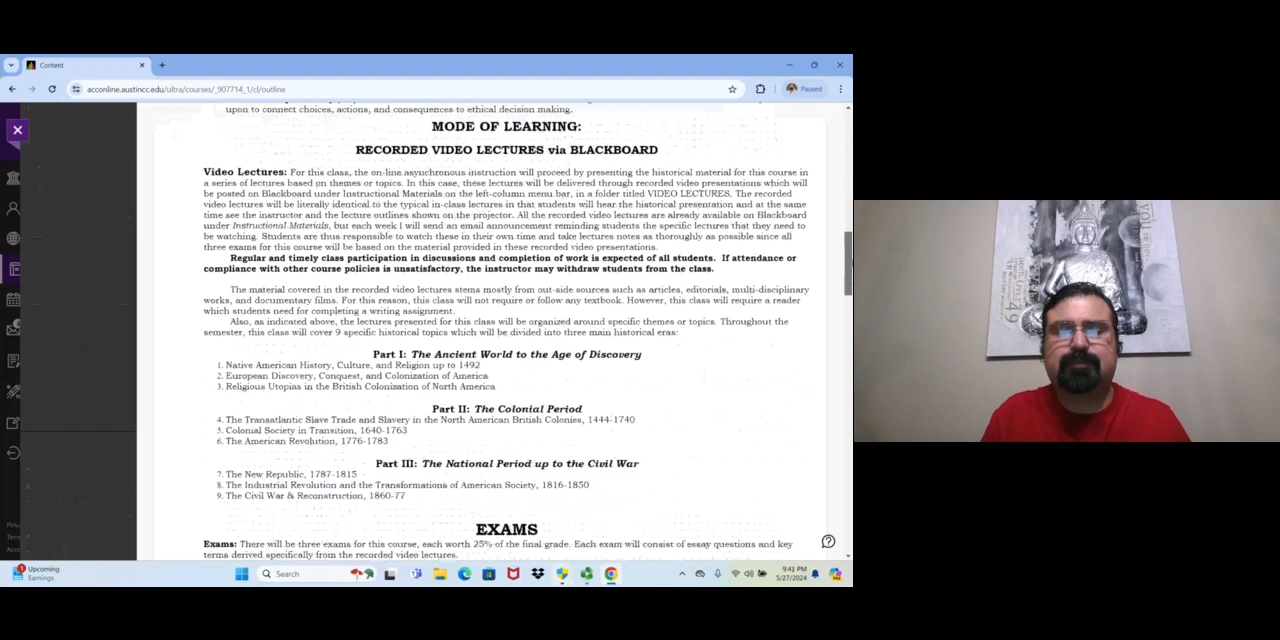 Content
acconline.austincc.edu/ultra/courses/_907714_1/cl/outline
Paused
upon to connect choices, actions, and consequences to ethical decision making.
MODE OF LEARNING:
RECORDED VIDEO LECTURES via BLACKBOARD
Video Lectures: For this class, the on-line asynchronous instruction will proceed by presenting the historical material for this course in
a series of lectures based on themes or topics. In this case, these lectures will be delivered through recorded video presentations which will
be posted on Blackboard under Instructional Materials on the left-column menu bar, in a folder titled VIDEO LECTURES. The recorded
video lectures will be literally identical to the typical in-class lectures in that students will hear the historical presentation and at the same
time see the instructor and the lecture outlines shown on the projector. All the recorded video lectures are already available on Blackboard
under Instructional Materials, but each week I will send an email announcement reminding students the specific lectures that they need to
be watching. Students are thus responsible to watch these in their own time and take lectures notes as thoroughly as possible since all
three exams for this course will be based on the material provided in these recorded video presentations.
Regular and timely class participation in discussions and completion of work is expected of all students. If attendance or
compliance with other course policies is unsatisfactory, the instructor may withdraw students from the class.
The material covered in the recorded video lectures stems mostly from out-side sources such as articles, editorials, multi-disciplinary
works, and documentary films. For this reason, this class will not require or follow any textbook. However, this class will require a reader
which students need for completing a writing assignment.
Also, as indicated above, the lectures presented for this class will be organized around specific themes or topics. Throughout the
semester, this class will cover 9 specific historical topics which will be divided into three main historical eras:
Part I: The Ancient World to the Age of Discovery
1. Native American History, Culture, and Religion up to 1492
2. European Discovery, Conquest, and Colonization of America
3. Religious Utopias in the British Colonization of North America
Part II: The Colonial Period
4. The Transatlantic Slave Trade and Slavery in the North American British Colonies, 1444-1740
5. Colonial Society in Transition, 1640-1763
6. The American Revolution, 1776-1783
Part III: The National Period up to the Civil War
7. The New Republic, 1787-1815
8. The Industrial Revolution and the Transformations of American Society, 1816-1850
9. The Civil War & Reconstruction, 1860-77
EXAMS
Exams: There will be three exams for this course, each worth 25% of the final grade. Each exam will consist of essay questions and key
terms derived specifically from the recorded video lectures.
Priv
Term
Acc
Upcoming
Earnings
Search
9:41 PM
5/27/2024